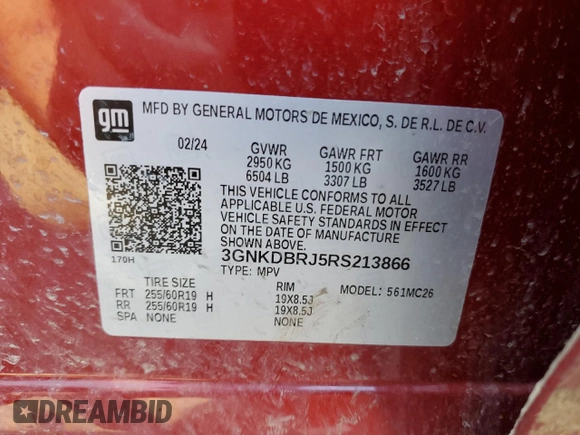 gm
MFD BY GENERAL MOTORS DE MEXICO, S. DE R.L. DE C.V.
02/24 GVWR GAWR FRT GAWR RR
2950 KG 1500 KG 1600 KG
6504 LB 3307 LB 3527 LB
THIS VEHICLE CONFORMS TO ALL
APPLICABLE U.S. FEDERAL MOTOR
VEHICLE SAFETY STANDARDS IN EFFECT
ON THE DATE OF MANUFACTURE
SHOWN ABOVE.
170H 3GNKDBRJ5RS213866
TYPE: MPV
TIRE SIZE RIM MODEL: 561MC26
FRT 255/60R19 H 19X8.5J
RR 255/60R19 H 19X8.5J
SPA NONE NONE
DREAMBID